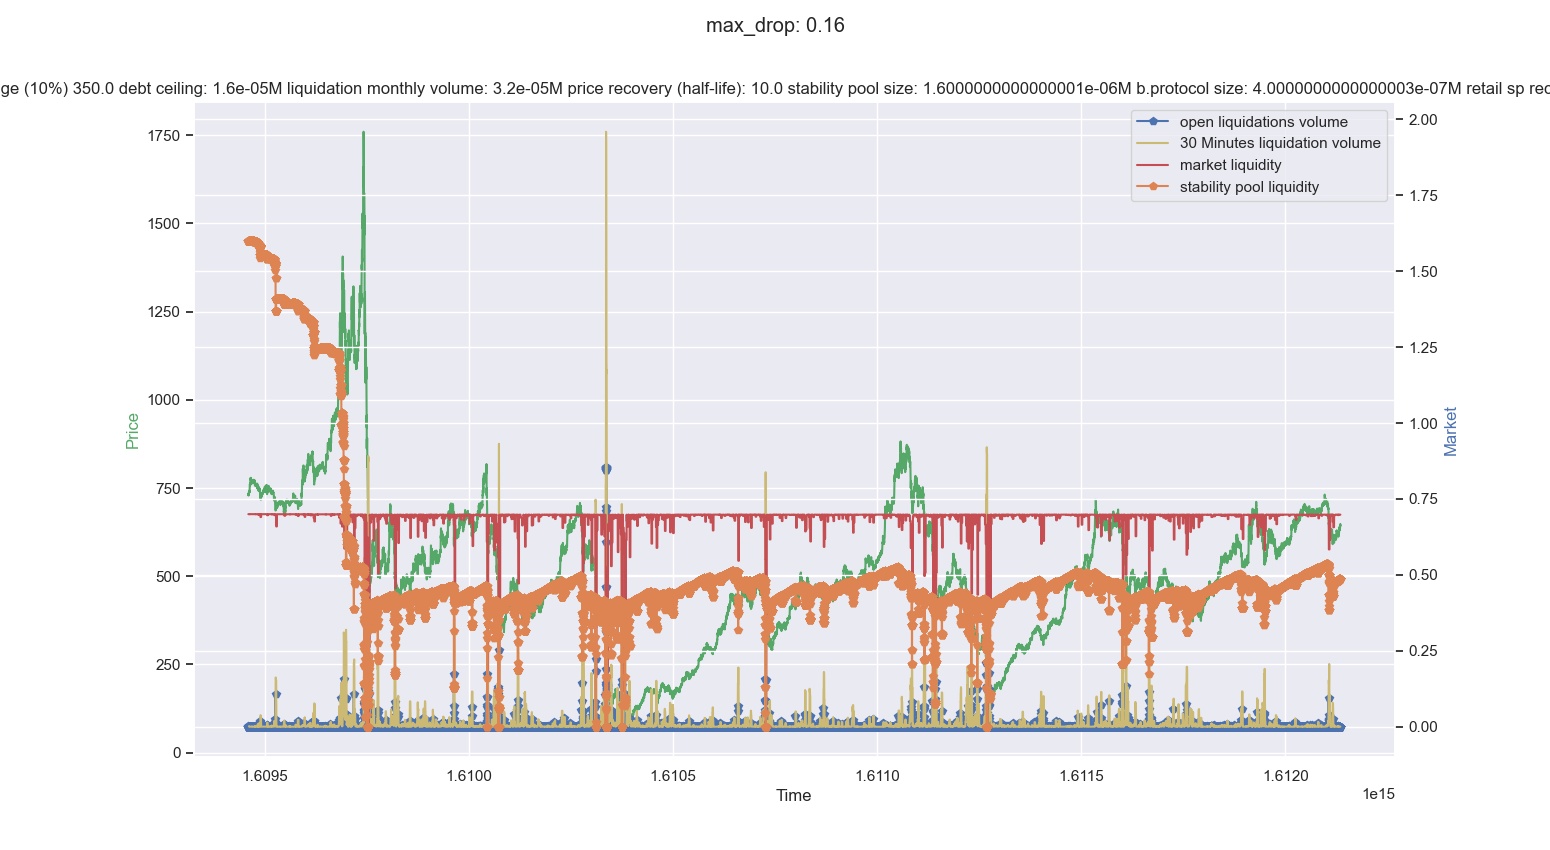 max_drop: 0.16
ge (10%) 350.0 debt ceiling: 1.6e-05M liquidation monthly volume: 3.2e-05M price recovery (half-life): 10.0 stability pool size: 1.6000000000000001e-06M b.protocol size: 4.0000000000000003e-07M retail sp rec
open liquidations volume
30 Minutes liquidation volume
market liquidity
stability pool liquidity
1750
1500
1250
1000
750
500
250
0
Price
2.00
1.75
1.50
1.25
1.00
0.75
0.50
0.25
0.00
Market
1.6095
1.6100
1.6105
1.6110
1.6115
1.6120
1e15
Time